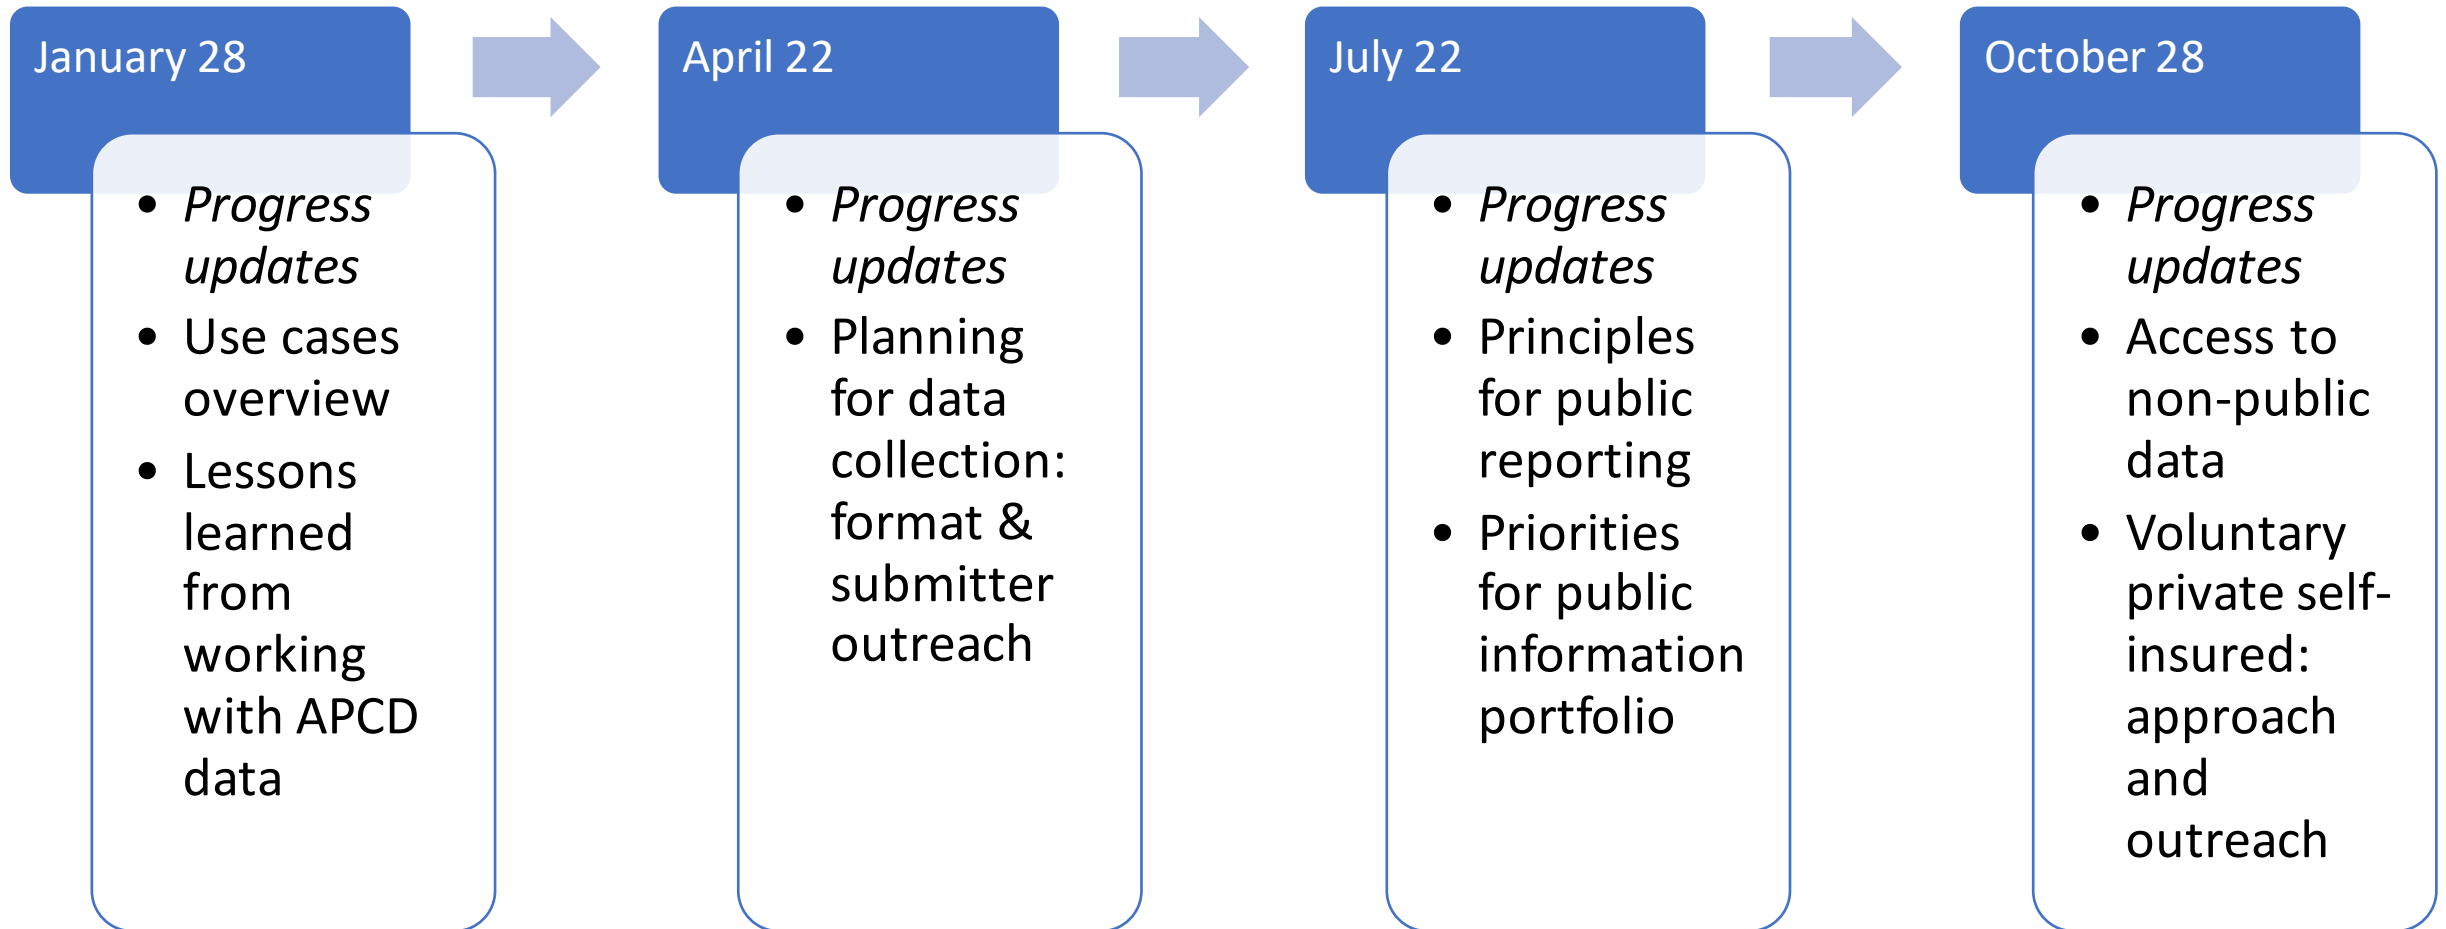 January 28
• Progress
updates
• Use cases
overview
• Lessons
learned
from
working
with APCD
data
April 22
• Progress
updates
• Planning
for data
collection:
format &
submitter
outreach
July 22
• Progress
updates
• Principles
for public
reporting
• Priorities
for public
information
portfolio
October 28
• Progress
updates
• Access to
non-public
data
• Voluntary
private self-
insured:
approach
and
outreach